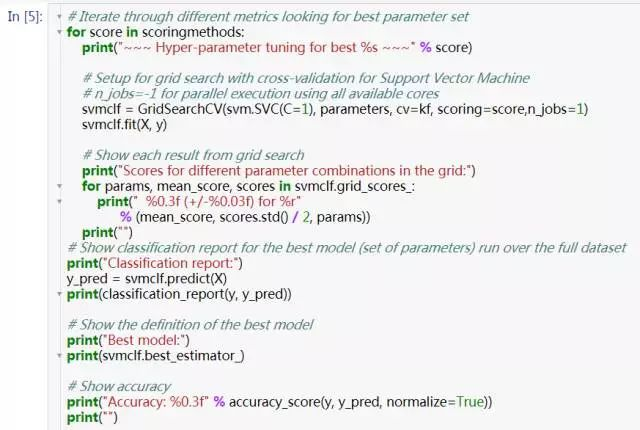 In [5]:
# Iterate through different metrics looking for best parameter set
for score in scoringmethods:
print("~~~ Hyper-parameter tuning for best %s ~~~" % score)
# Setup for grid search with cross-validation for Support Vector Machine
# n_jobs=-1 for parallel execution using all available cores
svmclf = GridSearchCV(svm.SVC(C=1), parameters, cv=kf, scoring=score,n_jobs=1)
svmclf.fit(X, y)
# Show each result from grid search
print("Scores for different parameter combinations in the grid:")
for params, mean_score, scores in svmclf.grid_scores_:
print("  %0.3f (+/-%0.03f) for %r"
% (mean_score, scores.std() / 2, params))
print("")
# Show classification report for the best model (set of parameters) run over the full dataset
print("Classification report:")
y_pred = svmclf.predict(X)
print(classification_report(y, y_pred))
# Show the definition of the best model
print("Best model:")
print(svmclf.best_estimator_)
# Show accuracy
print("Accuracy: %0.3f" % accuracy_score(y, y_pred, normalize=True))
print("")